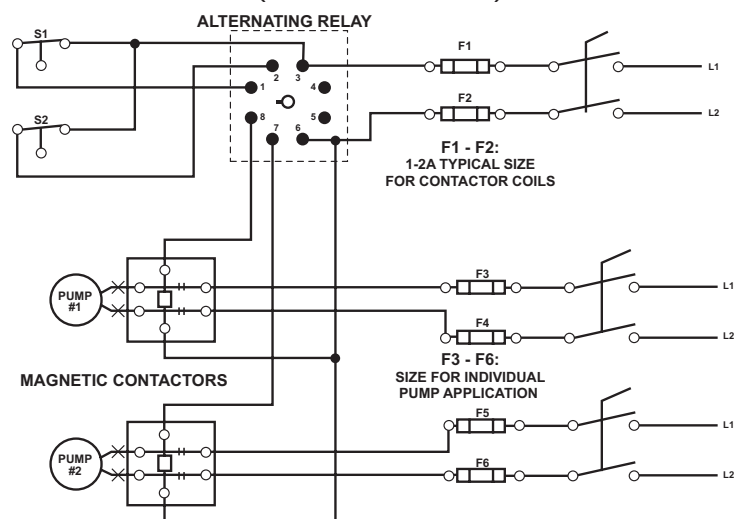 ALTERNATING RELAY
S1
F1
2
3
L1
1
4
F2
S2
8
5
L2
7
6
F1 - F2:
1-2A TYPICAL SIZE
FOR CONTACTOR COILS
F3
L1
PUMP
#1
F4
L2
F3 - F6:
MAGNETIC CONTACTORS
SIZE FOR INDIVIDUAL
PUMP APPLICATION
F5
L1
PUMP
#2
F6
L2